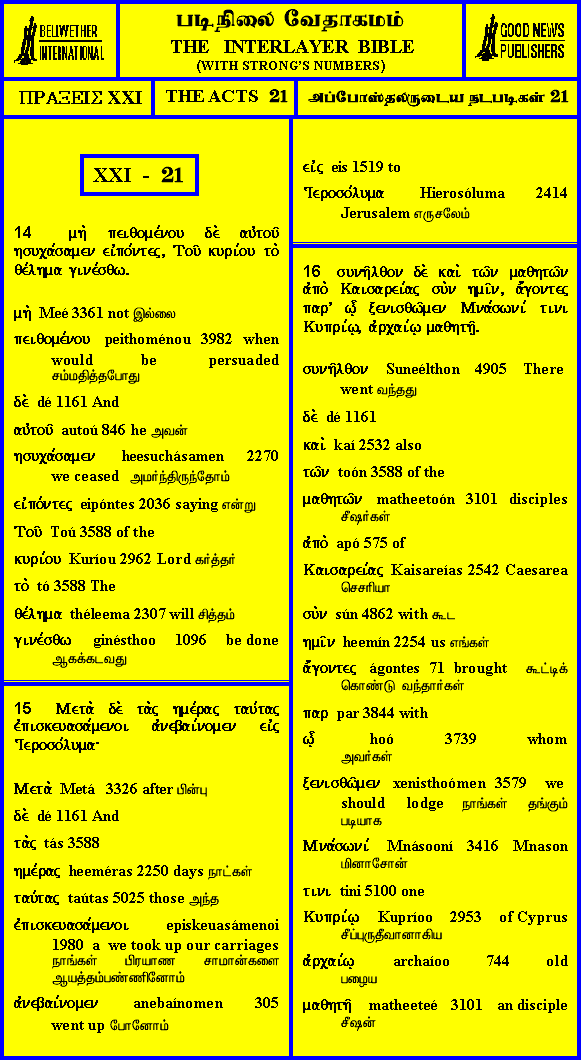 BELIWETHER
INTERNATIONAL
படிநிலை வேதாகமம்
THE INTERLAYER BIBLE
(WITH STRONG'S NUMBERS)
GOOD NEWS
PUBLISHERS
ΠΡΑΞΕΙΣ XXI
THE ACTS 21
அப்போஸ்தலருடைய நடபடிகள் 21
XXI - 21
14 μὴ πειθομένου δὲ αὐτοῦ
ησυχάσαμεν εἰπόντες, Ͳοῦ κυρίου τὸ
θέλημα γινέσθω.
μὴ Meé 3361 not இல்லை
πειθομένου peithoménou 3982 when
would be persuaded
சம்மதித்தபோது
δὲ dé 1161 And
αὐτοῦ autoú 846 he அவன்
ησυχάσαμεν heesuchásamen 2270
we ceased அமர்ந்திருந்தோம்
εἰπόντες eipóntes 2036 saying என்று
Ͳοῦ Toú 3588 of the
κυρίου Kuríou 2962 Lord கர்த்தர்
τὸ tó 3588 The
θέλημα théleema 2307 will சித்தம்
γινέσθω ginésthoo 1096 be done
ஆகக்கடவது
15 Μετὰ δὲ τὰς ημέρας ταύτας
ἐπισκευασάμενοι ἀνεβαίνομεν εἰς
Ἱεροσόλυμα·
Μετὰ Metá 3326 after பின்பு
δὲ dé 1161 And
τὰς tás 3588
ημέρας heeméras 2250 days நாட்கள்
ταύτας taútas 5025 those அந்த
ἐπισκευασάμενοι episkeuasámenoi
1980 a we took up our carriages
நாங்கள் பிரயாண சாமான்களை
ஆயத்தம்பண்ணினோம்
ἀνεβαίνομεν anebaínomen 305
went up போனோம்
εἰς eis 1519 to
Ἱεροσόλυμα Hierosóluma 2414
Jerusalem எருசலேம்
16 συνῆλθον δὲ καὶ τῶν μαθητῶν
ἀπὸ Καισαρείας σὺν ημῖν, ἄγοντες
παρ' ᾧ ξενισθῶμεν Μνάσωνί τινι
Κυπρίῳ, ἀρχαίῳ μαθητῇ.
συνῆλθον Suneélthon 4905 There
went வந்தது
δὲ dé 1161
καὶ kaí 2532 also
τῶν toón 3588 of the
μαθητῶν matheetoón 3101 disciples
சீஷர்கள்
ἀπὸ apó 575 of
Καισαρείας Kaisareías 2542 Caesarea
செசரியா
σὺν sún 4862 with கூட
ημῖν heemín 2254 us எங்கள்
ἄγοντες ágontes 71 brought கூட்டிக்
கொண்டு வந்தார்கள்
παρ par 3844 with
ᾧ hoó 3739 whom
அவர்கள்
ξενισθῶμεν xenisthoómen 3579 we
should lodge நாங்கள் தங்கும்
படியாக
Μνάσωνί Mnásooní 3416 Mnason
மினாசோன்
τινι tini 5100 one
Κυπρίῳ Kupríoo 2953 of Cyprus
சீப்புருதீவானாகிய
ἀρχαίῳ archaíoo 744 old
பழைய
μαθητῇ matheeteé 3101 an disciple
சீஷன்